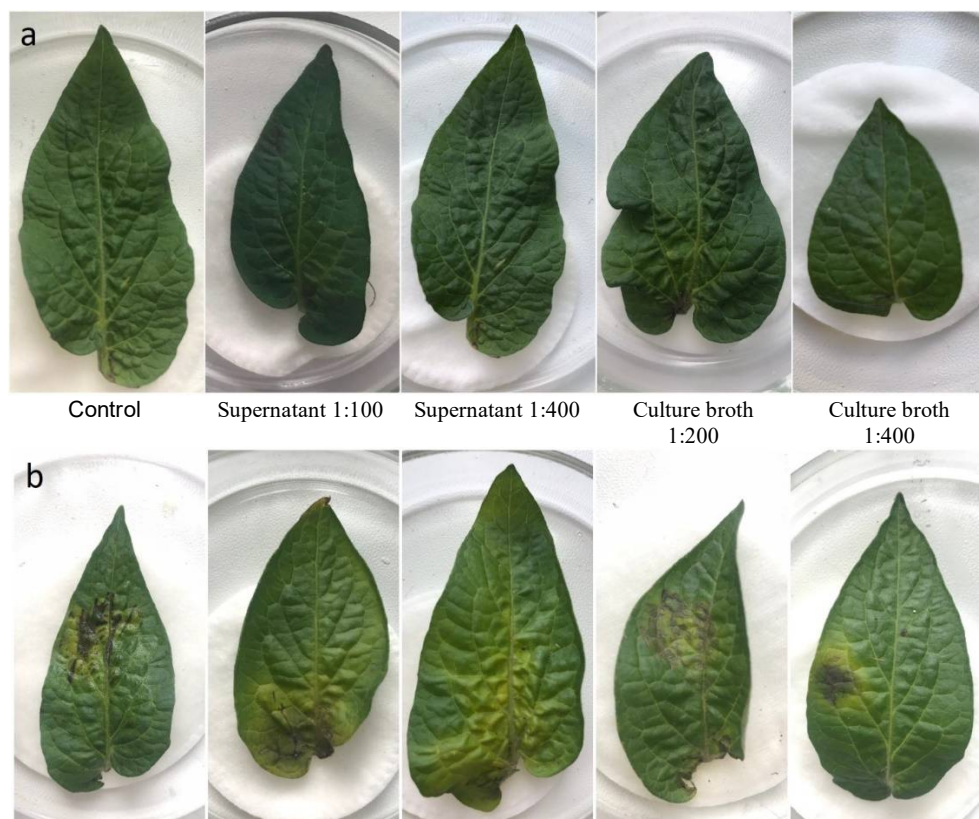 a
Control
Supernatant 1:100
Supernatant 1:400
Culture broth
1:200
Culture broth
1:400
b